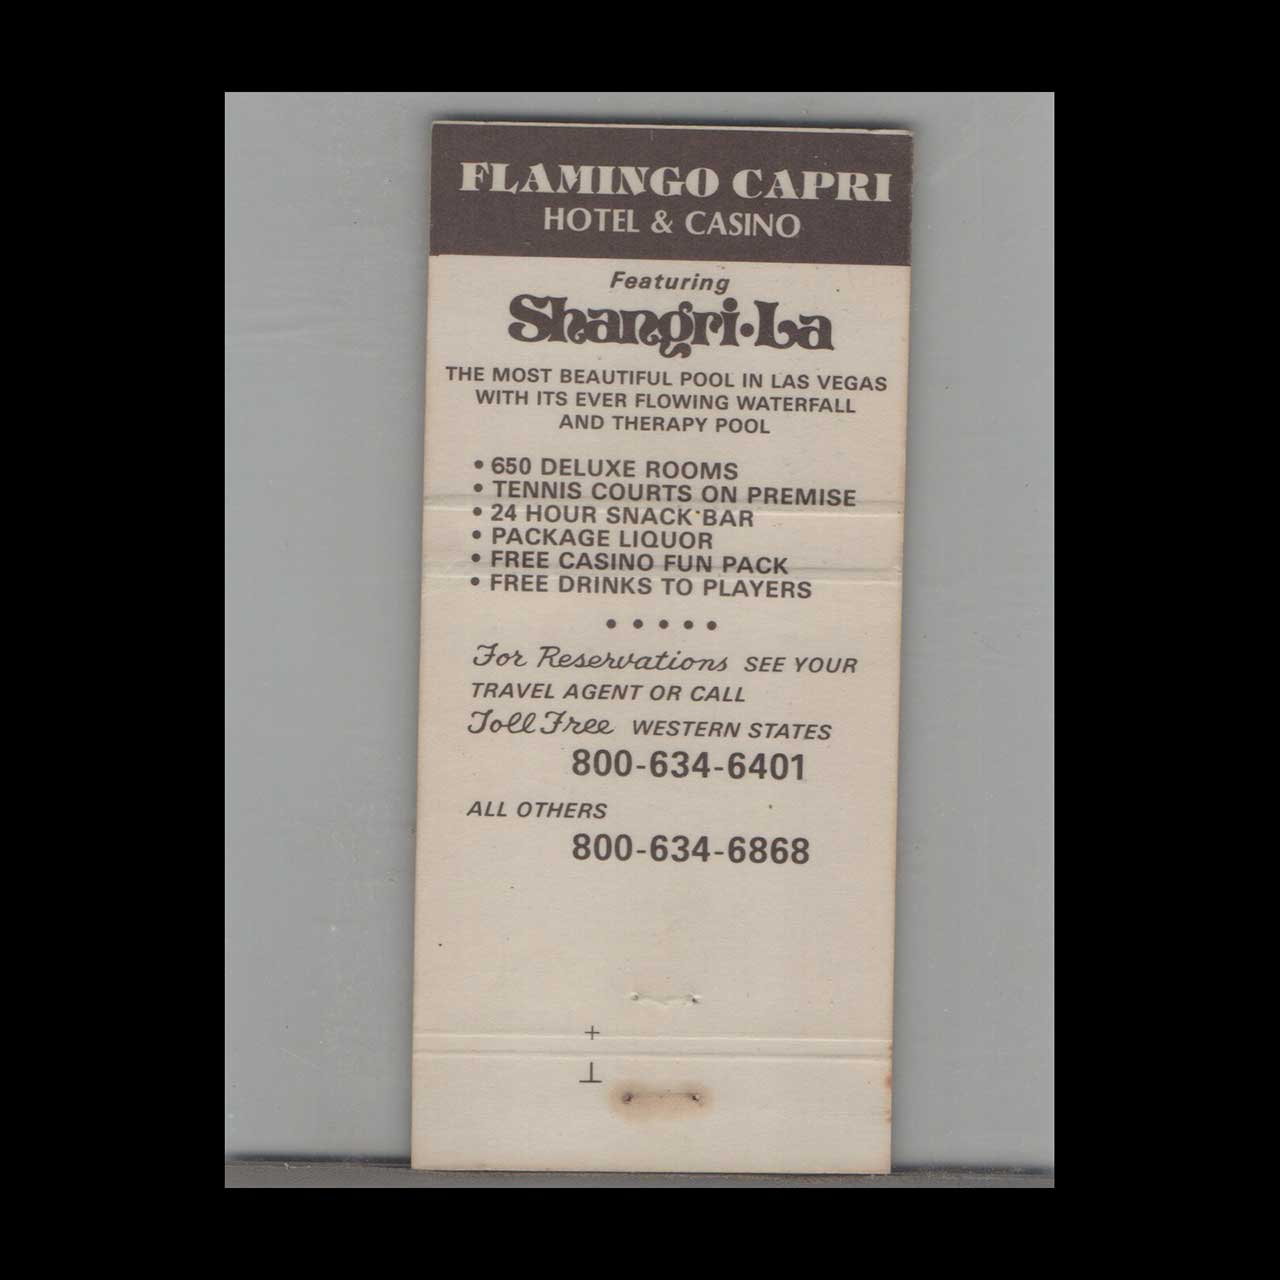 FLAMINGO CAPRI
HOTEL & CASINO
Featuring
Shangri·La
THE MOST BEAUTIFUL POOL IN LAS VEGAS
WITH ITS EVER FLOWING WATERFALL
AND THERAPY POOL
• 650 DELUXE ROOMS
• TENNIS COURTS ON PREMISE
• 24 HOUR SNACK BAR
• PACKAGE LIQUOR
• FREE CASINO FUN PACK
• FREE DRINKS TO PLAYERS
• • • • •
For Reservations SEE YOUR
TRAVEL AGENT OR CALL
Toll Free WESTERN STATES
800-634-6401
ALL OTHERS
800-634-6868